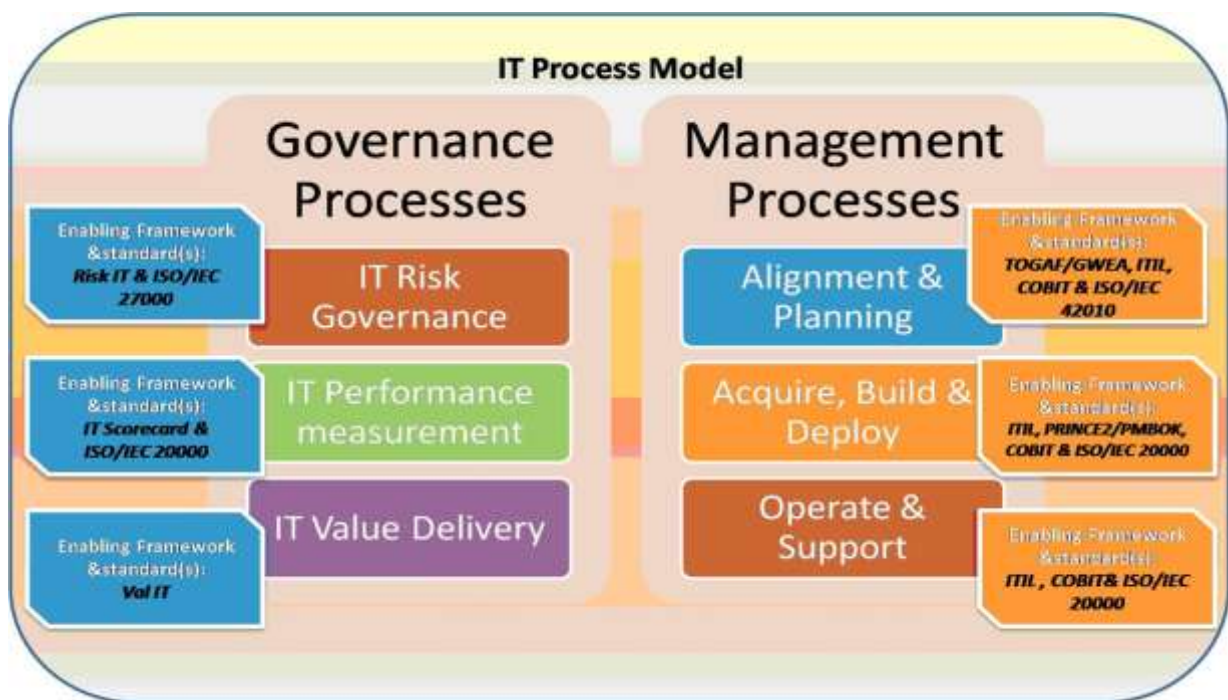 IT Process Model
Governance
Processes
Enabling Framework
&standard(s):
Risk IT & ISO/IEC
27000
IT Risk
Governance
Enabling Framework
&standard(s):
IT Scorecard &
ISO/IEC 20000
IT Performance
measurement
Enabling Framework
&standard(s):
Val IT
IT Value Delivery
Management
Processes
Alignment &
Planning
Enabling Framework
&standard(s):
TOGAF/GWEA, ITIL,
COBIT & ISO/IEC
42010
Acquire, Build &
Deploy
Enabling Framework
&standard(s):
ITIL, PRINCE2/PMBOK,
COBIT & ISO/IEC 20000
Operate &
Support
Enabling Framework
&standard(s):
ITIL , COBIT& ISO/IEC
20000